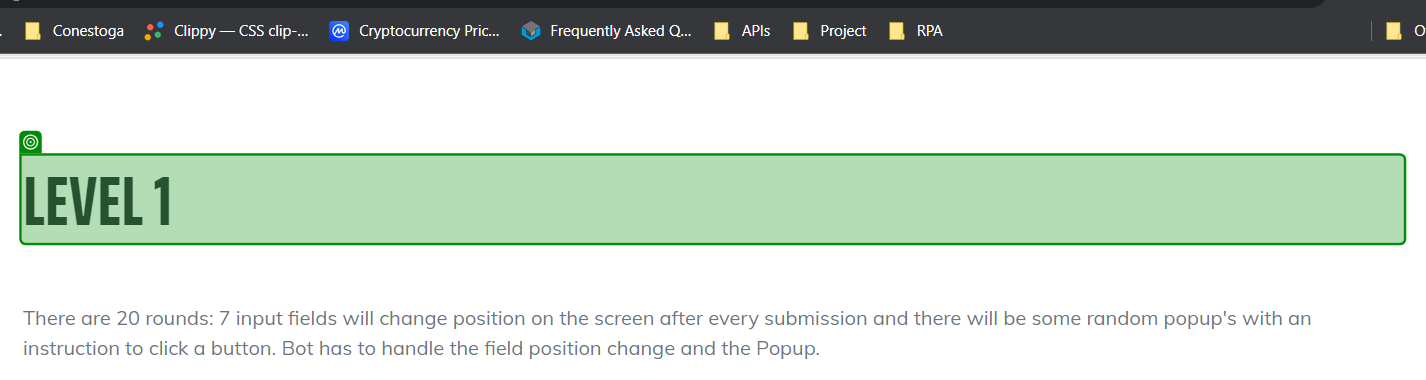 Conestoga Clippy — CSS clip-... Cryptocurrency Pric... Frequently Asked Q... APIs Project RPA O
LEVEL 1
There are 20 rounds: 7 input fields will change position on the screen after every submission and there will be some random popup's with an
instruction to click a button. Bot has to handle the field position change and the Popup.